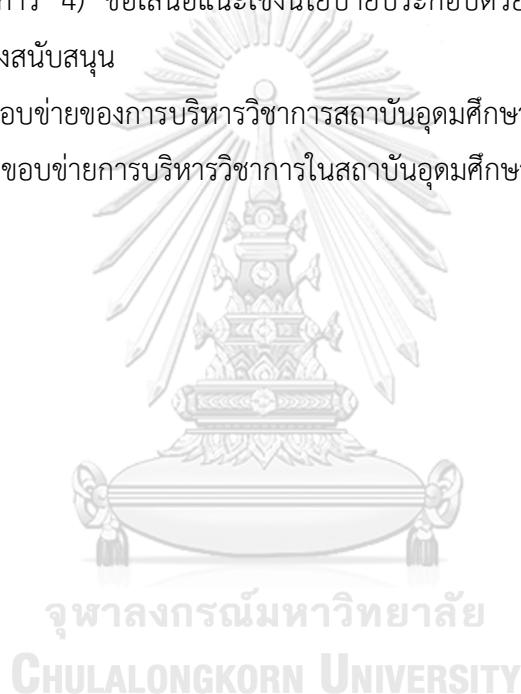 การ 4) ข้อเสนอแนะเชิงนโยบายประกอบด้วย
งสนับสนุน
อบข่ายของการบริหารวิชาการสถาบันอุดมศึกษา
ขอบข่ายการบริหารวิชาการในสถาบันอุดมศึกษา
จุฬาลงกรณ์มหาวิทยาลัย
CHULALONGKORN UNIVERSITY